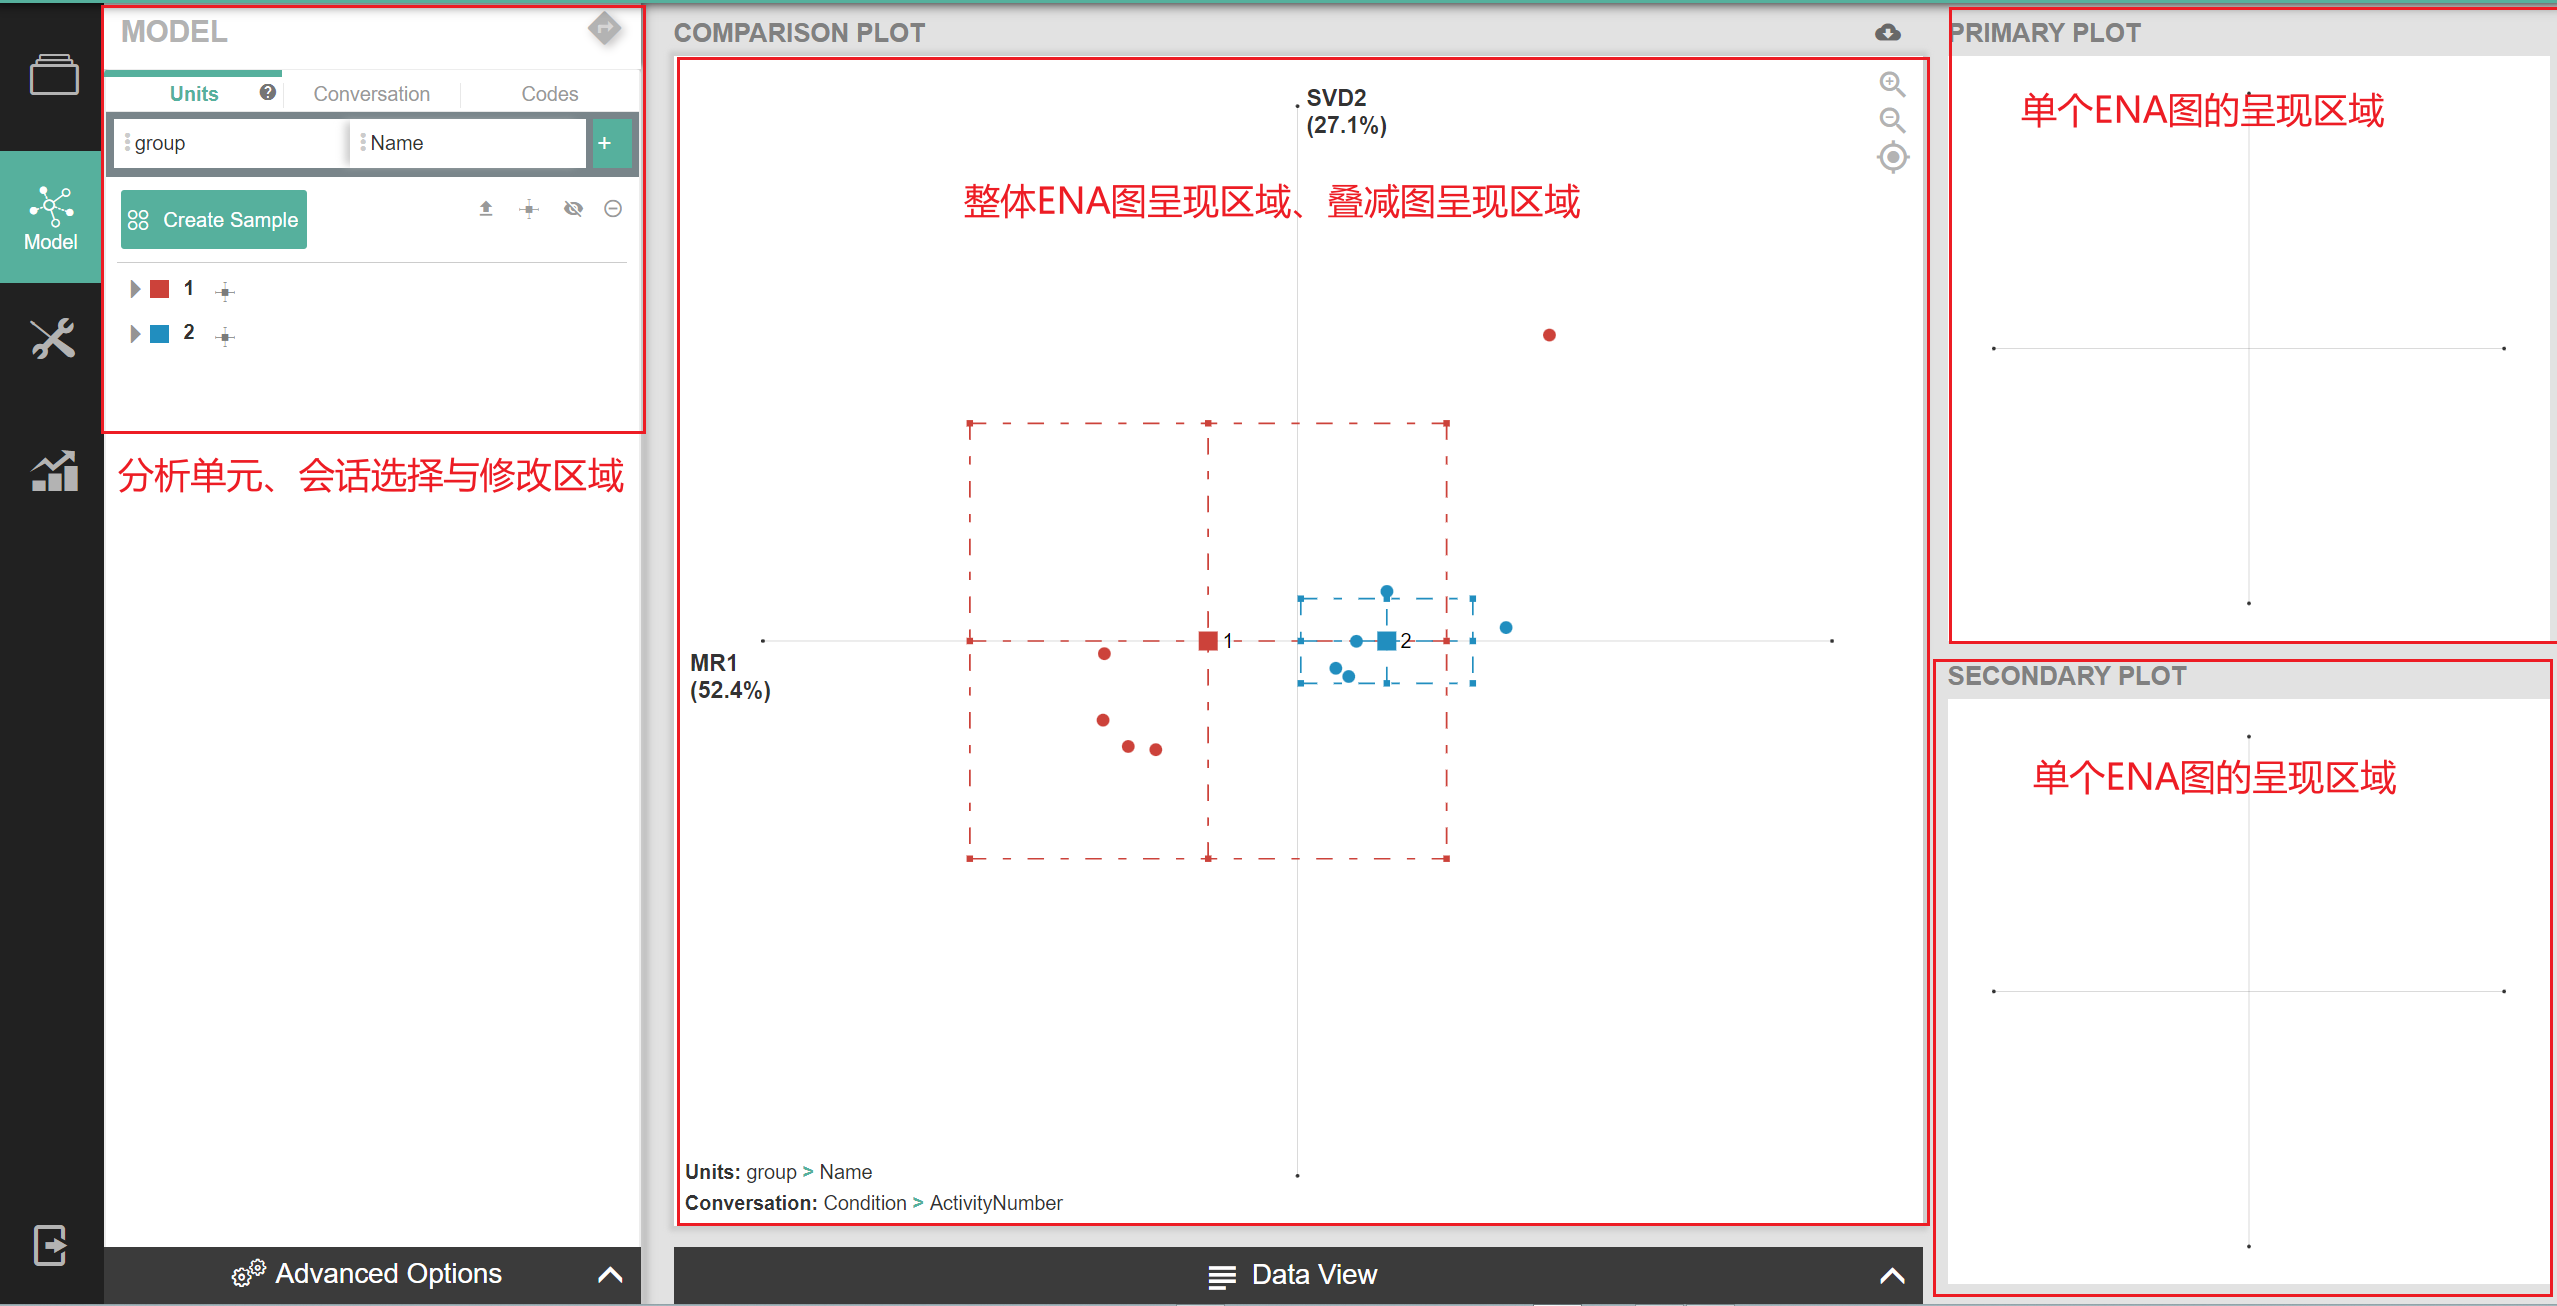 MODEL
Units
Conversation
Codes
group
Name
+
Create Sample
1
2
分析单元、会话选择与修改区域
Model
Advanced Options
COMPARISON PLOT
SVD2
(27.1%)
整体ENA图呈现区域、叠减图呈现区域
1
2
MR1
(52.4%)
Units: group > Name
Conversation: Condition > ActivityNumber
Data View
PRIMARY PLOT
单个ENA图的呈现区域
SECONDARY PLOT
单个ENA图的呈现区域